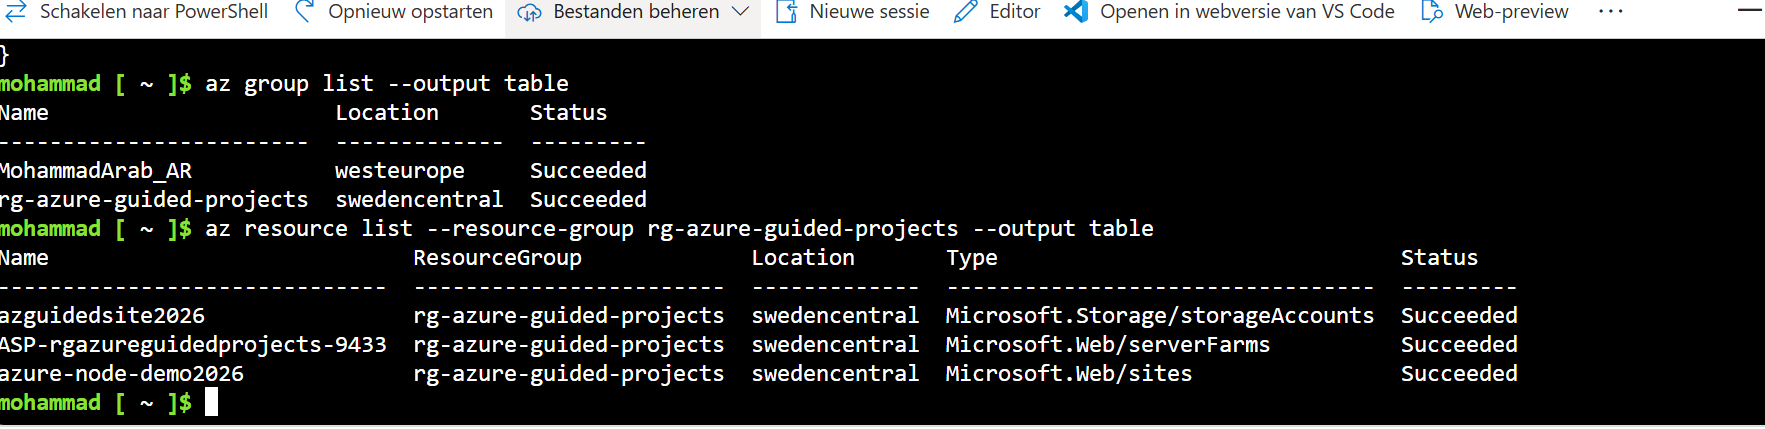 Schakelen naar PowerShell Opnieuw opstarten Bestanden beheren Nieuwe sessie Editor Openen in webversie van VS Code Web-preview ···
}
mohammad [ ~ ]$ az group list --output table
Name Location Status
------------------------ ------------- ---------
MohammadArab_AR westeurope Succeeded
rg-azure-guided-projects swedencentral Succeeded
mohammad [ ~ ]$ az resource list --resource-group rg-azure-guided-projects --output table
Name ResourceGroup Location Type Status
------------------------------ ------------------------ ------------- --------------------------------- ---------
azguidedsite2026 rg-azure-guided-projects swedencentral Microsoft.Storage/storageAccounts Succeeded
ASP-rgazureguidedprojects-9433 rg-azure-guided-projects swedencentral Microsoft.Web/serverFarms Succeeded
azure-node-demo2026 rg-azure-guided-projects swedencentral Microsoft.Web/sites Succeeded
mohammad [ ~ ]$